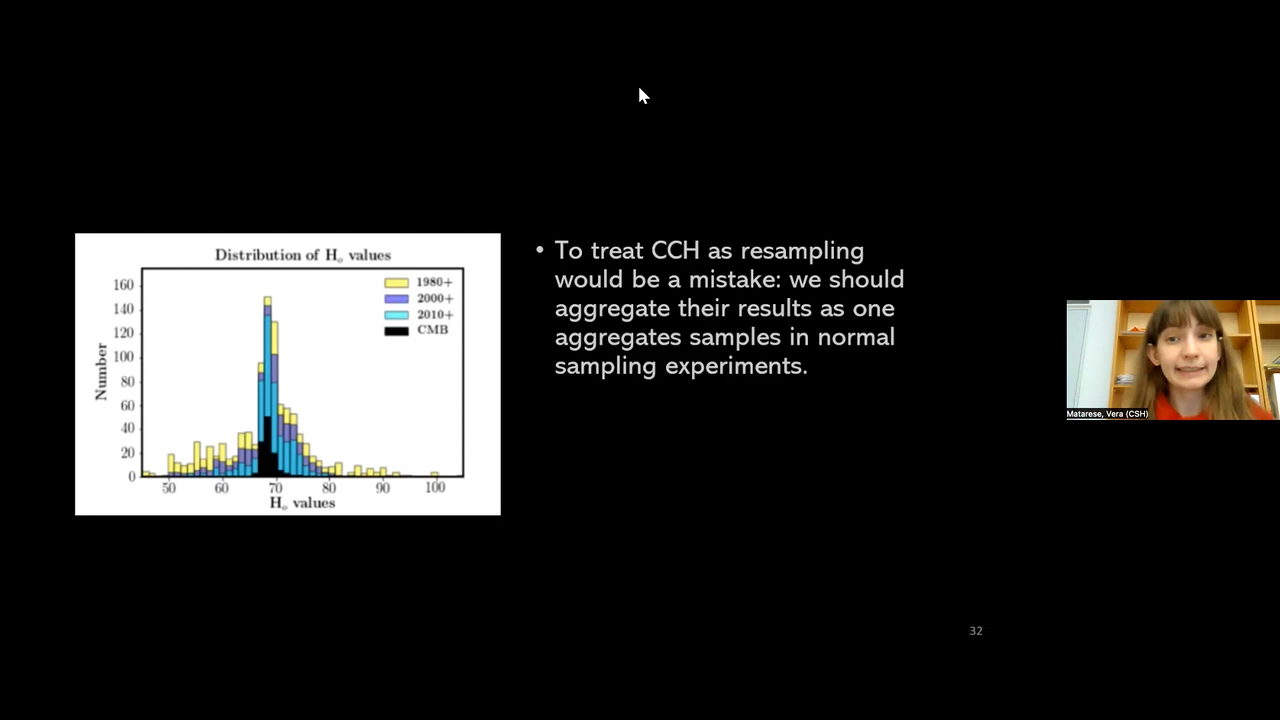 Distribution of Hₒ values
1980+
2000+
2010+
CMB
160
140
120
100
80
60
40
20
0
Number
50 60 70 80 90 100
Hₒ values
• To treat CCH as resampling
would be a mistake: we should
aggregate their results as one
aggregates samples in normal
sampling experiments.
Matarese, Vera (CSH)
32